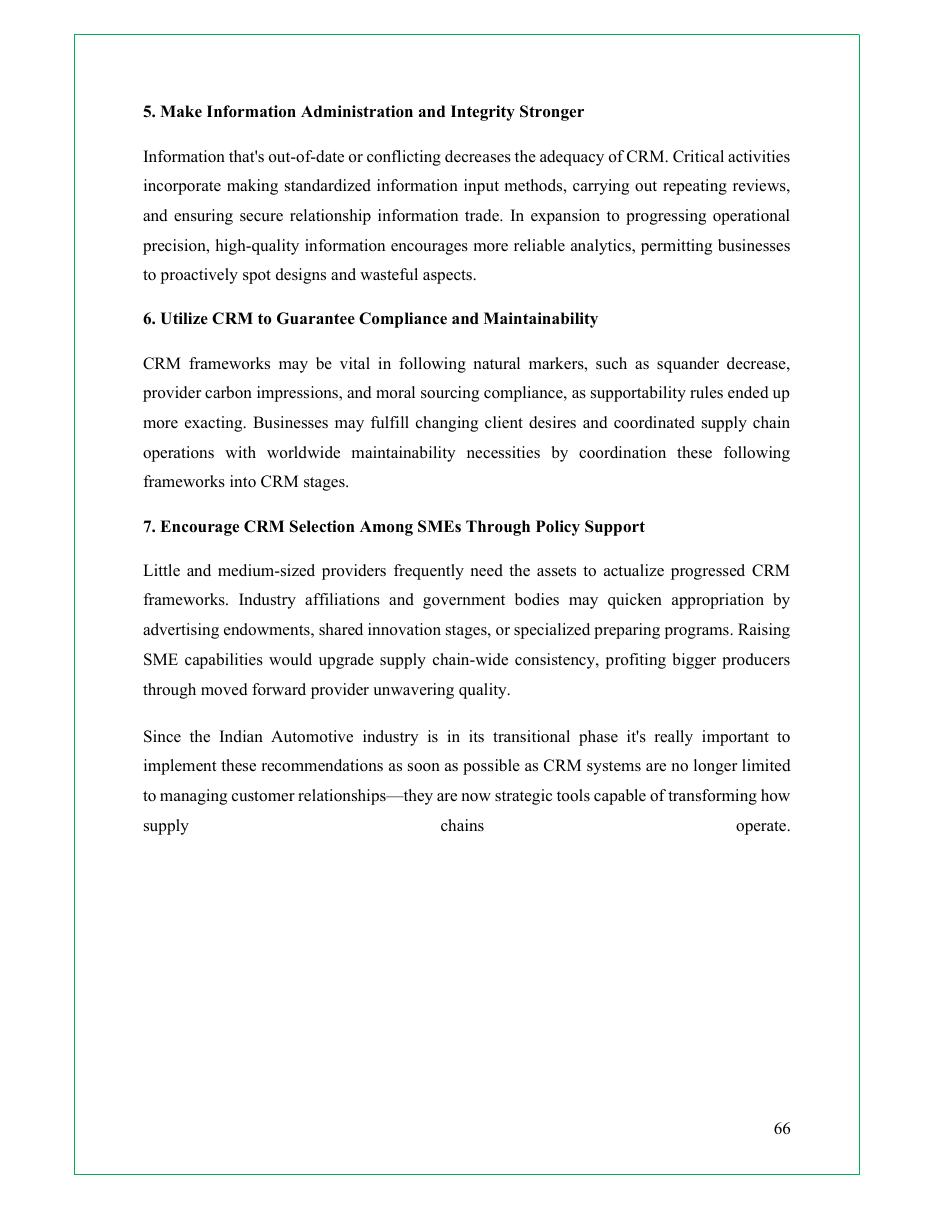 5. Make Information Administration and Integrity Stronger
Information that's out-of-date or conflicting decreases the adequacy of CRM. Critical activities
incorporate making standardized information input methods, carrying out repeating reviews,
and ensuring secure relationship information trade. In expansion to progressing operational
precision, high-quality information encourages more reliable analytics, permitting businesses
to proactively spot designs and wasteful aspects.
6. Utilize CRM to Guarantee Compliance and Maintainability
CRM frameworks may be vital in following natural markers, such as squander decrease,
provider carbon impressions, and moral sourcing compliance, as supportability rules ended up
more exacting. Businesses may fulfill changing client desires and coordinated supply chain
operations with worldwide maintainability necessities by coordination these following
frameworks into CRM stages.
7. Encourage CRM Selection Among SMEs Through Policy Support
Little and medium-sized providers frequently need the assets to actualize progressed CRM
frameworks. Industry affiliations and government bodies may quicken appropriation by
advertising endowments, shared innovation stages, or specialized preparing programs. Raising
SME capabilities would upgrade supply chain-wide consistency, profiting bigger producers
through moved forward provider unwavering quality.
Since the Indian Automotive industry is in its transitional phase it's really important to
implement these recommendations as soon as possible as CRM systems are no longer limited
to managing customer relationships—they are now strategic tools capable of transforming how
supply chains operate.
66